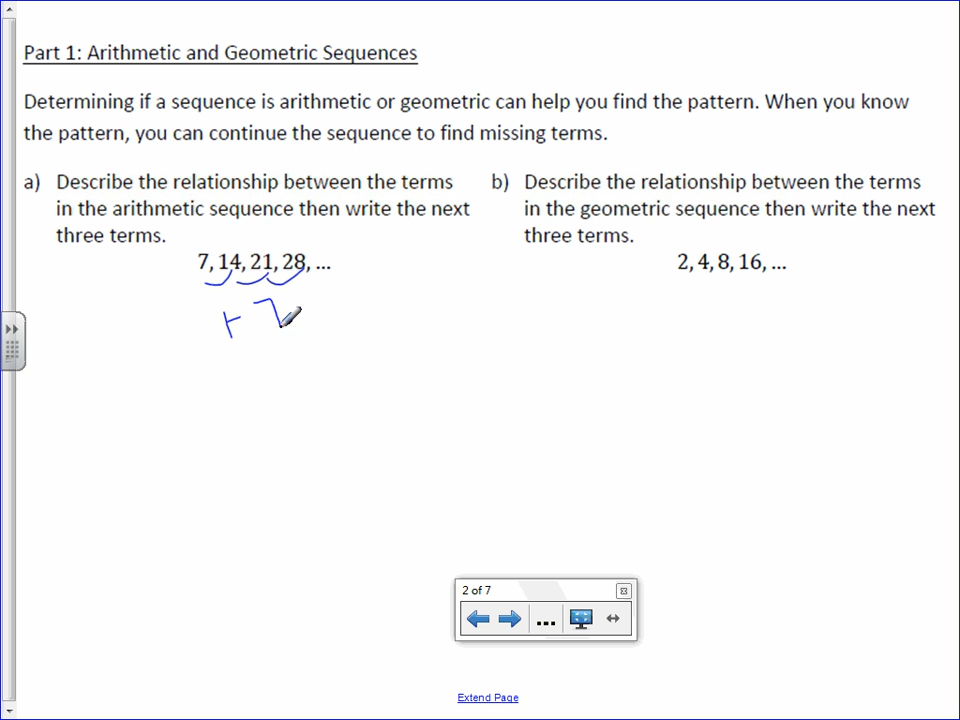 Part 1: Arithmetic and Geometric Sequences
Determining if a sequence is arithmetic or geometric can help you find the pattern. When you know
the pattern, you can continue the sequence to find missing terms.
a) Describe the relationship between the terms
in the arithmetic sequence then write the next
three terms.
7, 14, 21, 28, ...
+ 7
b) Describe the relationship between the terms
in the geometric sequence then write the next
three terms.
2, 4, 8, 16, ...
2 of 7
...
Extend Page